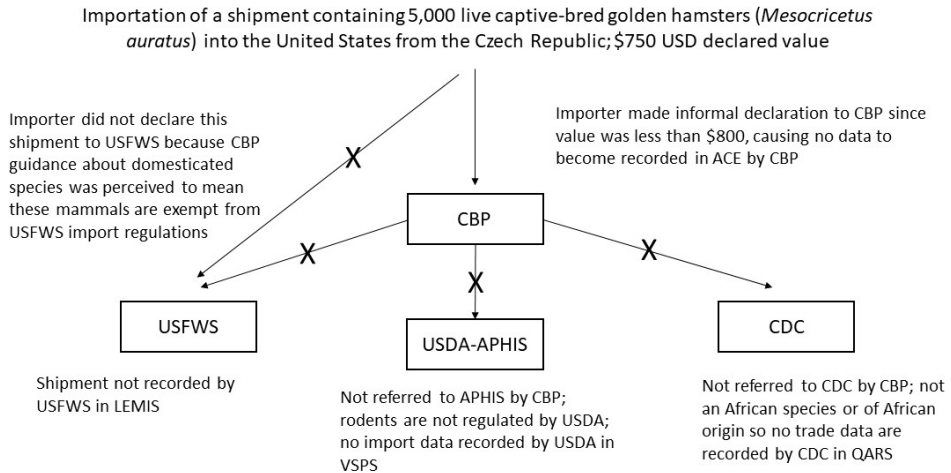 Importation of a shipment containing 5,000 live captive-bred golden hamsters (Mesocricetus
auratus) into the United States from the Czech Republic; $750 USD declared value
Importer did not declare this
shipment to USFWS because CBP
guidance about domesticated
species was perceived to mean
these mammals are exempt from
USFWS import regulations
X
Importer made informal declaration to CBP since
value was less than $800, causing no data to
become recorded in ACE by CBP
CBP
X
X
X
USFWS
USDA-APHIS
CDC
Shipment not recorded by
USFWS in LEMIS
Not referred to APHIS by CBP;
rodents are not regulated by USDA;
no import data recorded by USDA in
VSPS
Not referred to CDC by CBP; not
an African species or of African
origin so no trade data are
recorded by CDC in QARS